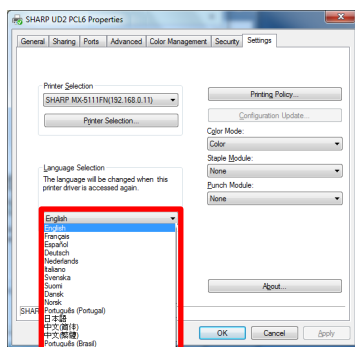 SHARP UD2 PCL6 Properties
General Sharing Ports Advanced Color Management Security Settings
Printer Selection
SHARP MX-5111FN(192.168.0.11)
Printer Selection...
Printing Policy...
Configuration Update...
Color Mode:
Color
Staple Module:
None
Punch Module:
None
Language Selection
The language will be changed when this
printer driver is accessed again.
English
English
Français
Español
Deutsch
Nederlands
Italiano
Svenska
Suomi
Dansk
Norsk
Português (Portugal)
日本語
中文(简体)
中文(繁體)
Português (Brasil)
About...
SHAR
OK Cancel Apply